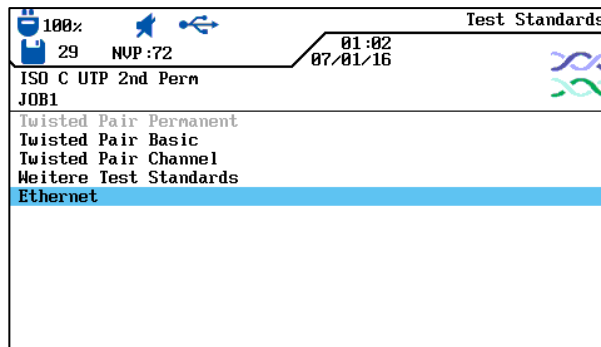 100% Test Standards
29 NVP:72 01:02
07/01/16
ISO C UTP 2nd Perm
JOB1
Twisted Pair Permanent
Twisted Pair Basic
Twisted Pair Channel
Weitere Test Standards
Ethernet